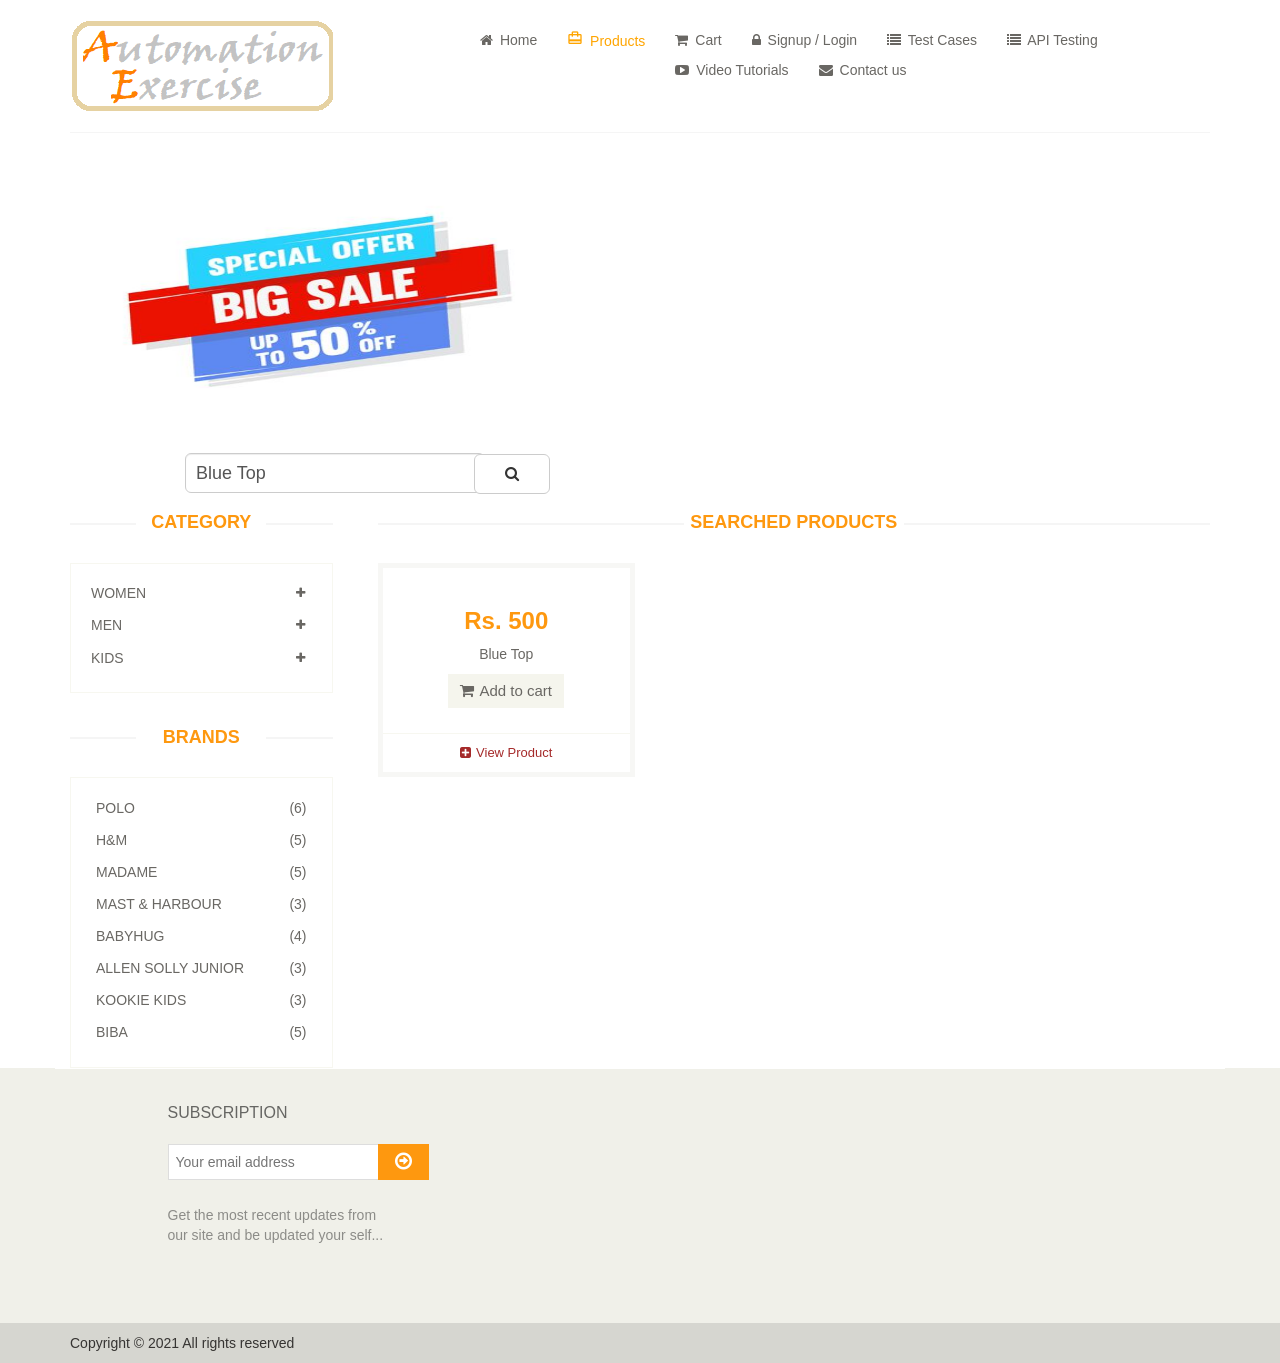 Automation
Exercise
Home
Products
Cart
Signup / Login
Test Cases
API Testing
Video Tutorials
Contact us
SPECIAL OFFER
BIG SALE
UP TO 50% OFF
Blue Top
CATEGORY
WOMEN
MEN
KIDS
BRANDS
POLO (6)
H&M (5)
MADAME (5)
MAST & HARBOUR (3)
BABYHUG (4)
ALLEN SOLLY JUNIOR (3)
KOOKIE KIDS (3)
BIBA (5)
SEARCHED PRODUCTS
Rs. 500
Blue Top
Add to cart
View Product
SUBSCRIPTION
Your email address
Get the most recent updates from
our site and be updated your self...
Copyright © 2021 All rights reserved